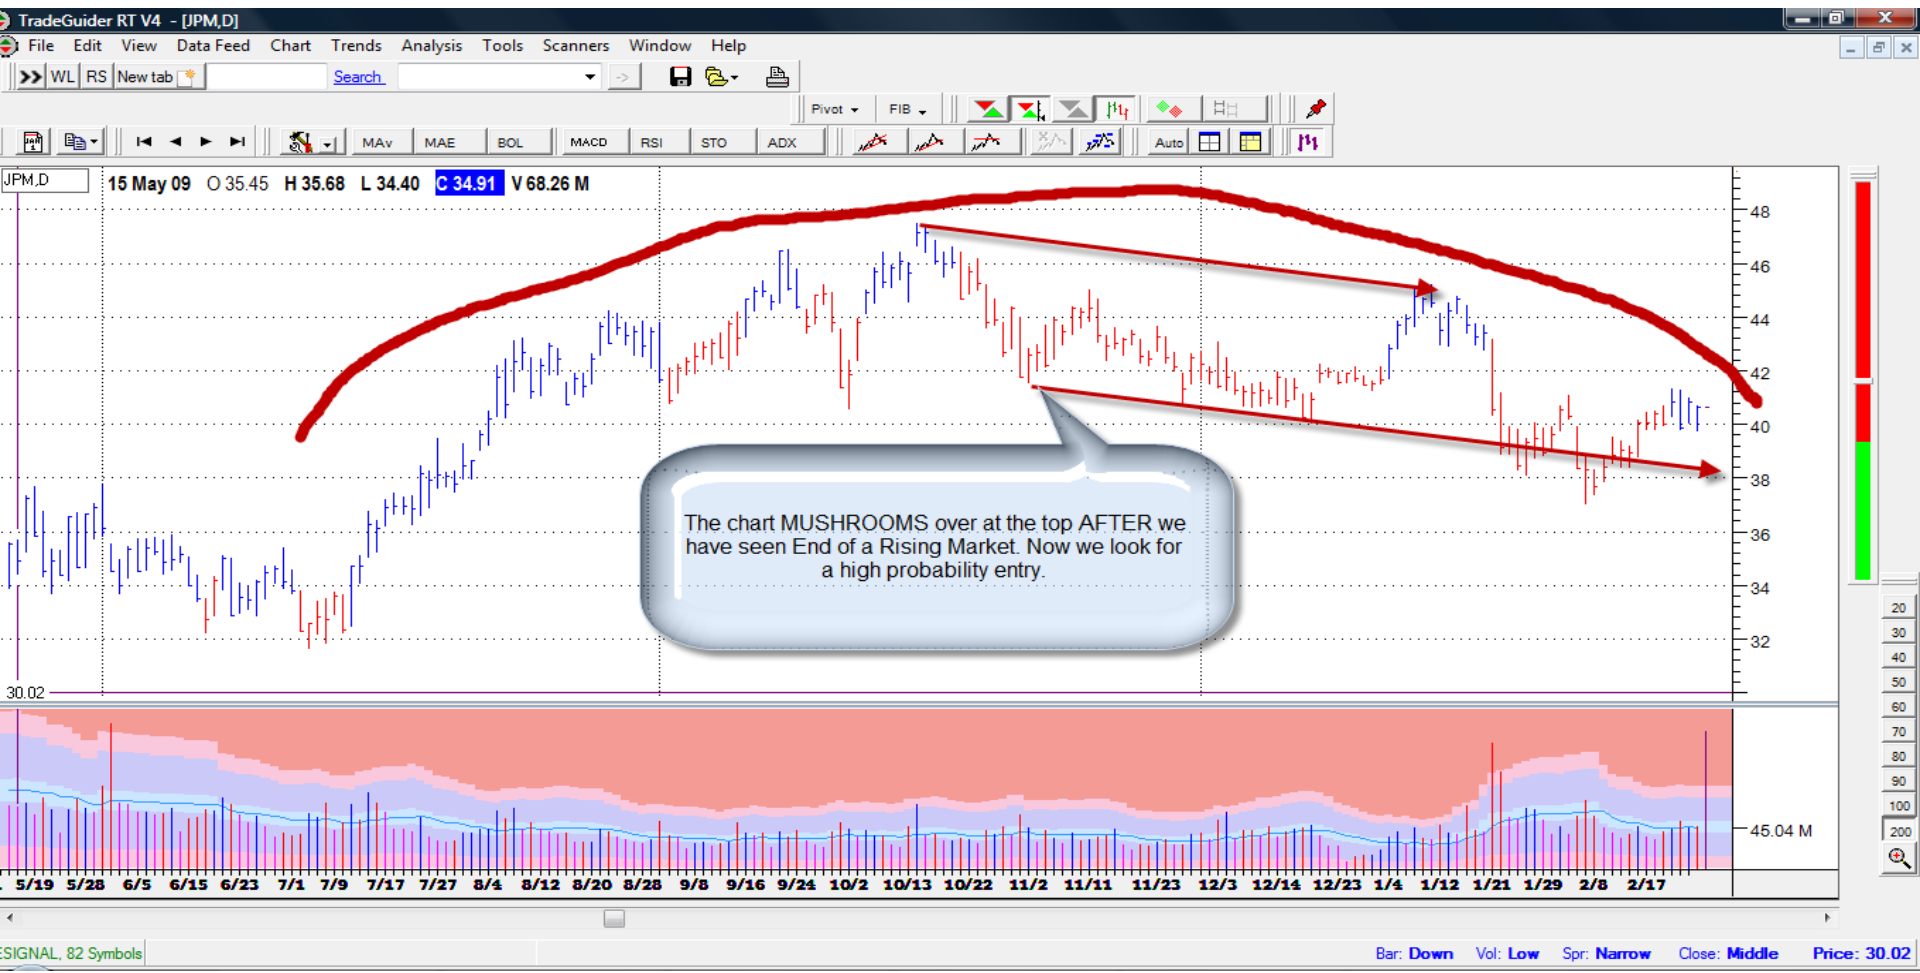 TradeGuider RT V4 - [JPM,D]
File Edit View Data Feed Chart Trends Analysis Tools Scanners Window Help
WL RS New tab Search
Pivot FIB
MAv MAE BOL MACD RSI STO ADX Auto
JPM,D
15 May 09 O 35.45 H 35.68 L 34.40 C 34.91 V 68.26 M
48
46
44
42
40
38
36
34
32
The chart MUSHROOMS over at the top AFTER we
have seen End of a Rising Market. Now we look for
a high probability entry.
30.02
20
30
40
50
60
70
80
90
100
200
45.04 M
5/19 5/28 6/5 6/15 6/23 7/1 7/9 7/17 7/27 8/4 8/12 8/20 8/28 9/8 9/16 9/24 10/2 10/13 10/22 11/2 11/11 11/23 12/3 12/14 12/23 1/4 1/12 1/21 1/29 2/8 2/17
ESIGNAL, 82 Symbols
Bar: Down Vol: Low Spr: Narrow Close: Middle Price: 30.02